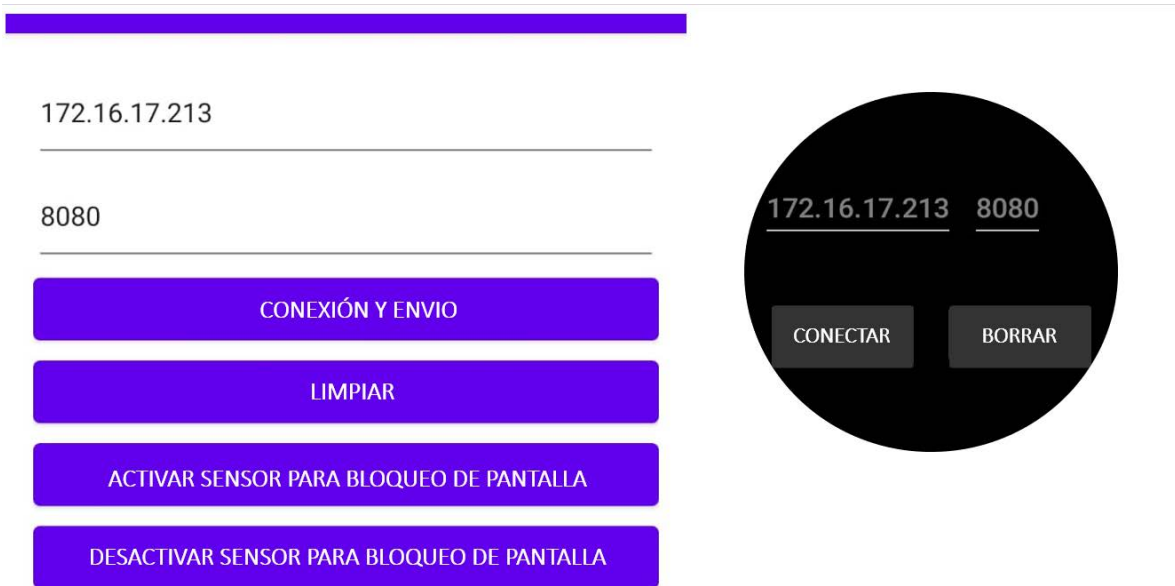 172.16.17.213
8080
CONEXIÓN Y ENVIO
LIMPIAR
ACTIVAR SENSOR PARA BLOQUEO DE PANTALLA
DESACTIVAR SENSOR PARA BLOQUEO DE PANTALLA
172.16.17.213 8080
CONECTAR BORRAR